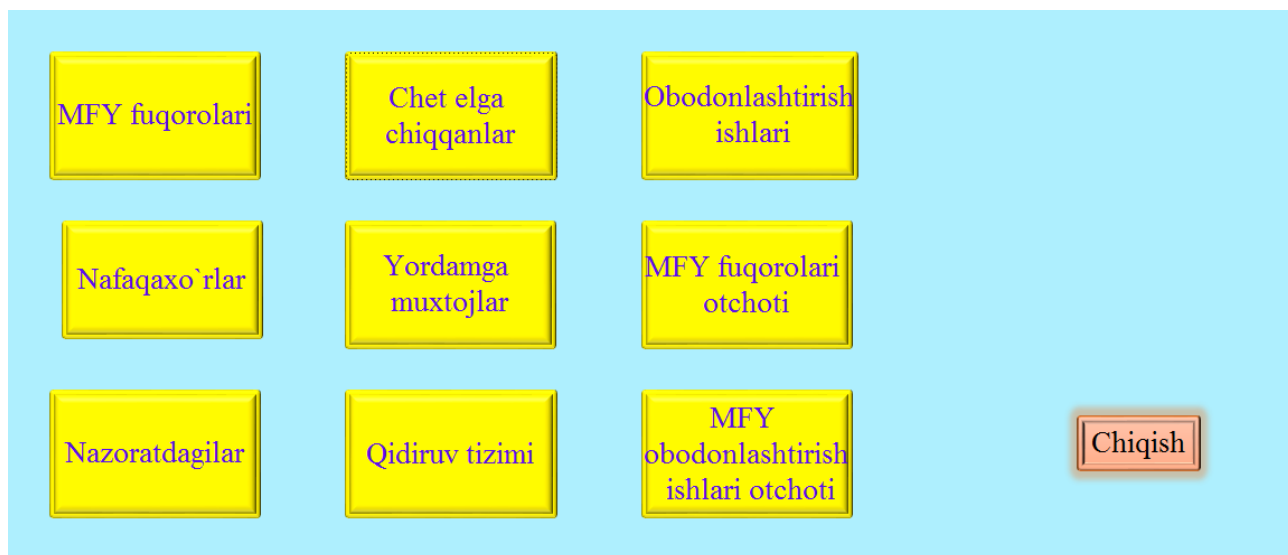 MFY fuqorolari
Chet elga
chiqqanlar
Obodonlashtirish
ishlari
Nafaqaxo`rlar
Yordamga
muxtojlar
MFY fuqorolari
otchoti
Nazoratdagilar
Qidiruv tizimi
MFY
obodonlashtirish
ishlari otchoti
Chiqish